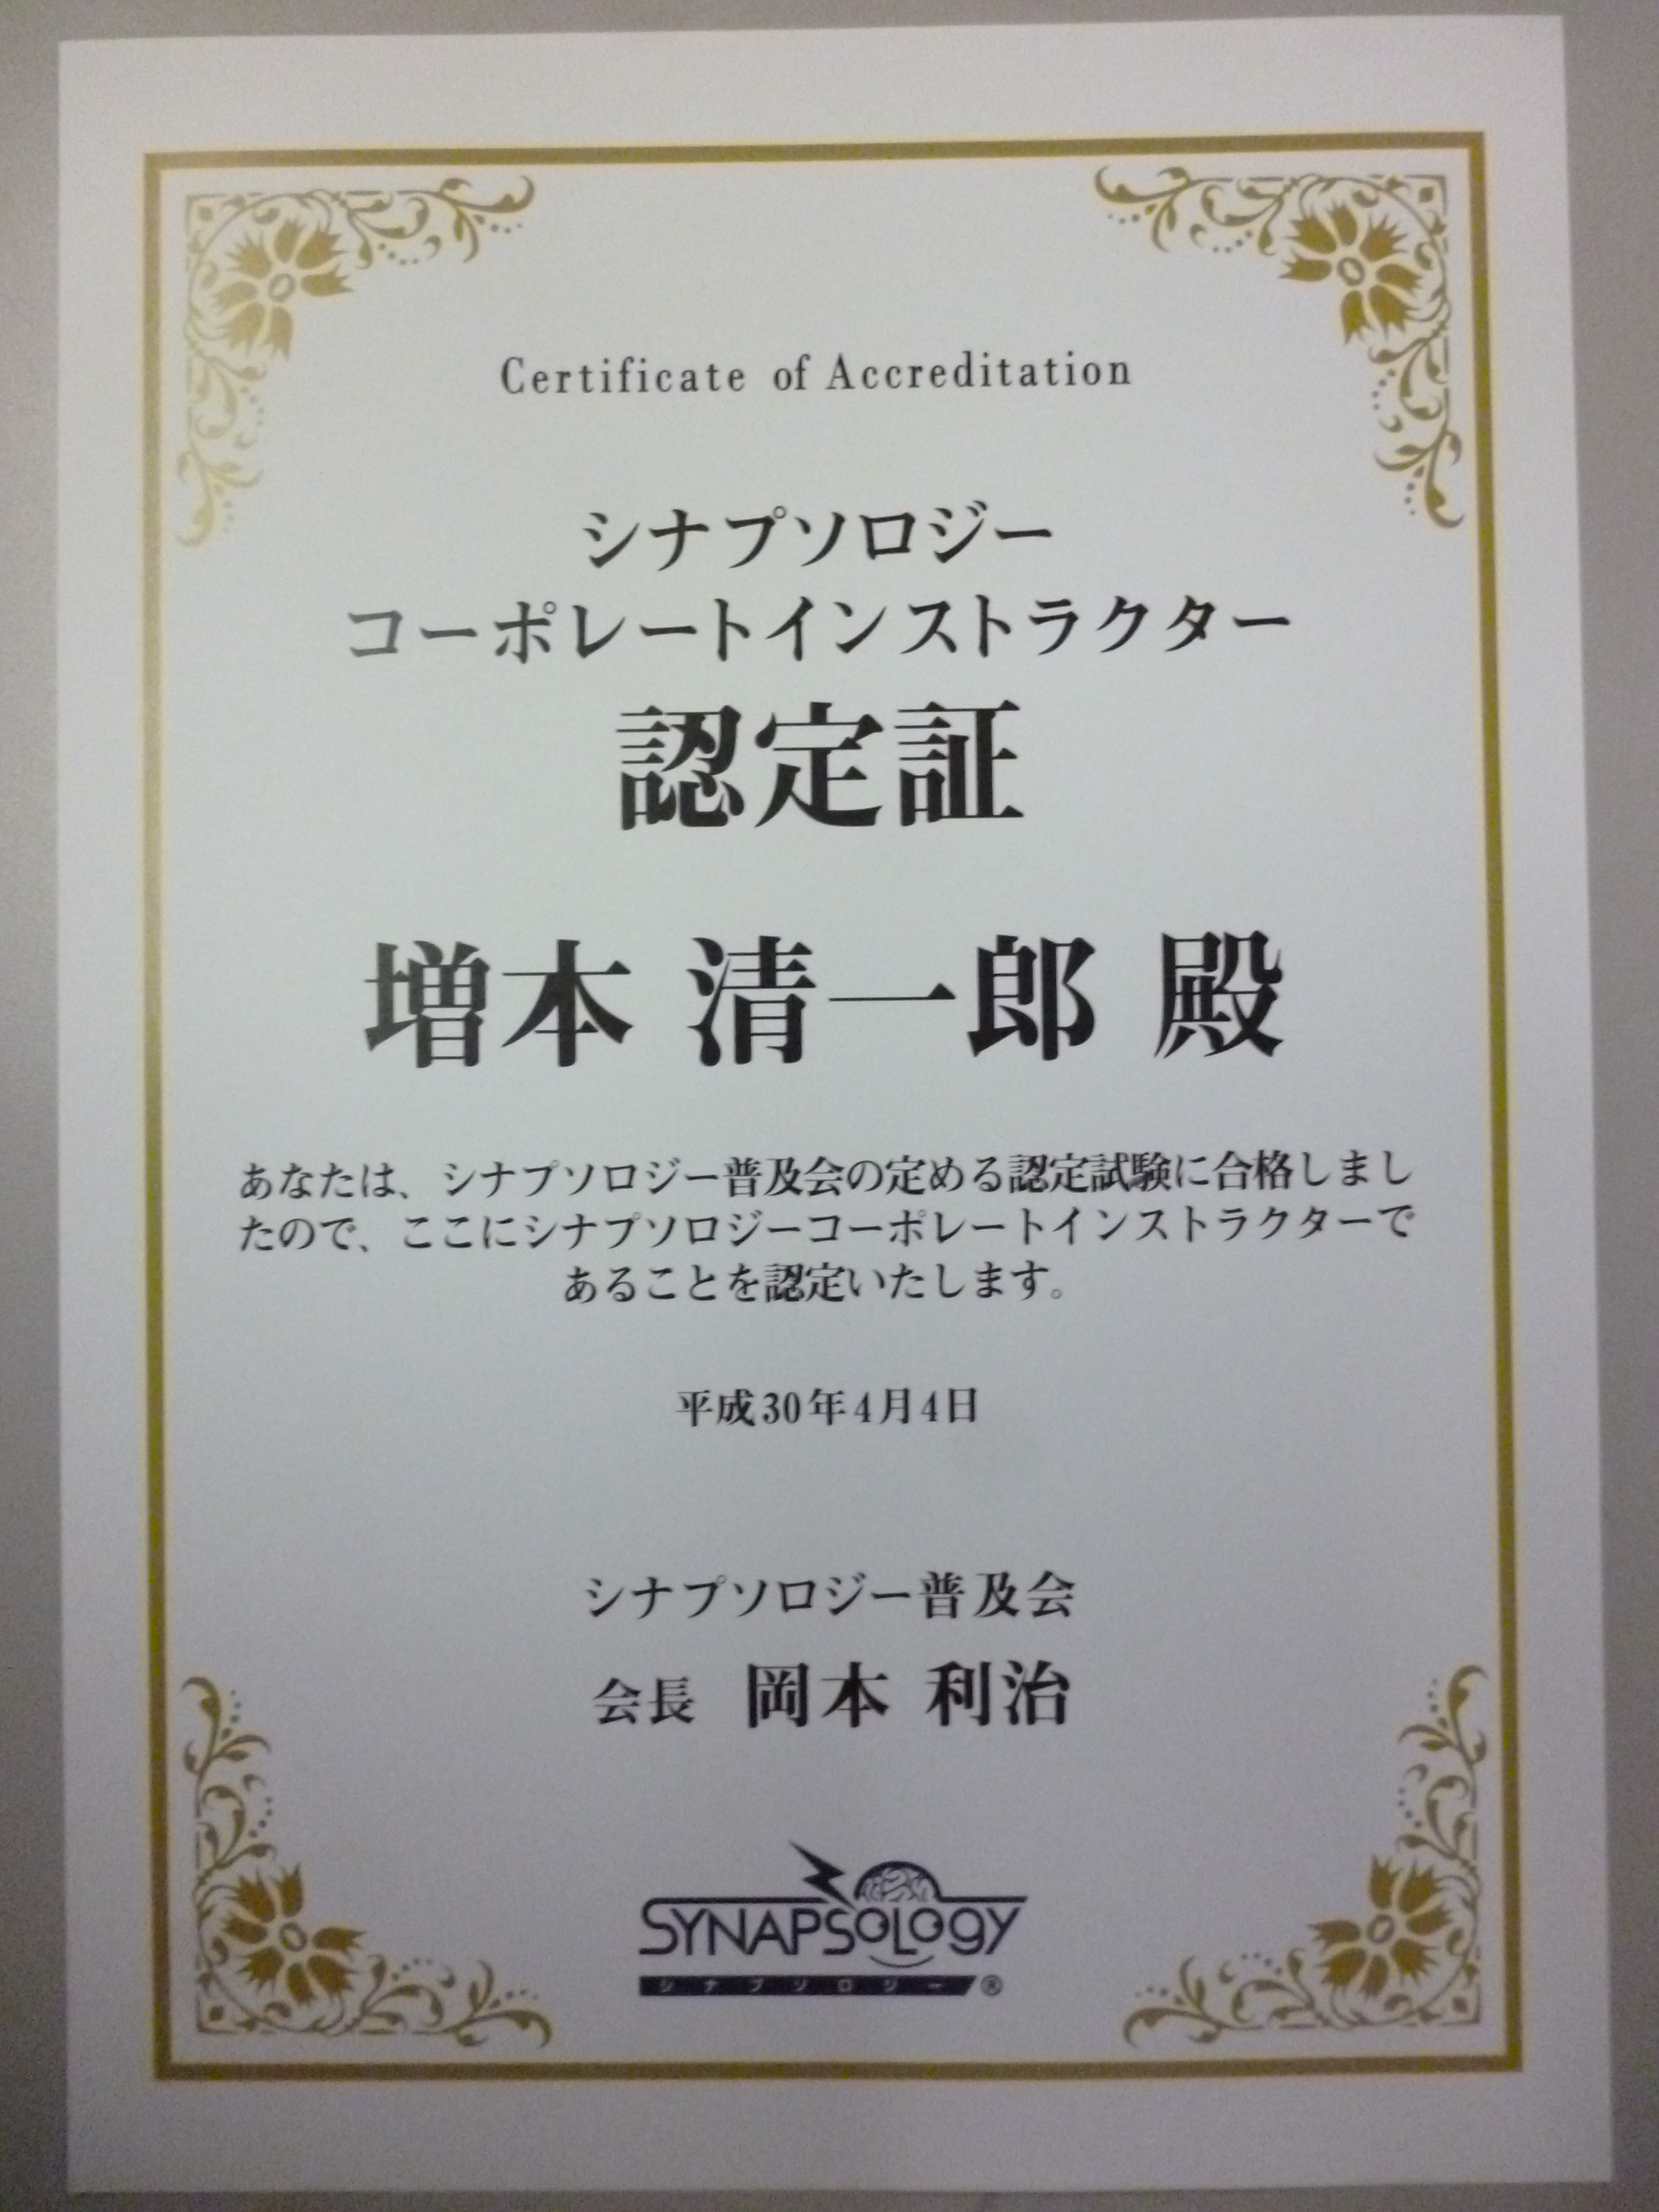 Certificate of Accreditation
シナプソロジー
コーポレートインストラクター
認定証
増本 清一郎 殿
あなたは、シナプソロジー普及会の定める認定試験に合格しまし
たので、ここにシナプソロジーコーポレートインストラクターで
あることを認定いたします。
平成30年4月4日
シナプソロジー普及会
会長 岡本 利治
SYNAPSOLOGY
シナプソロジー®